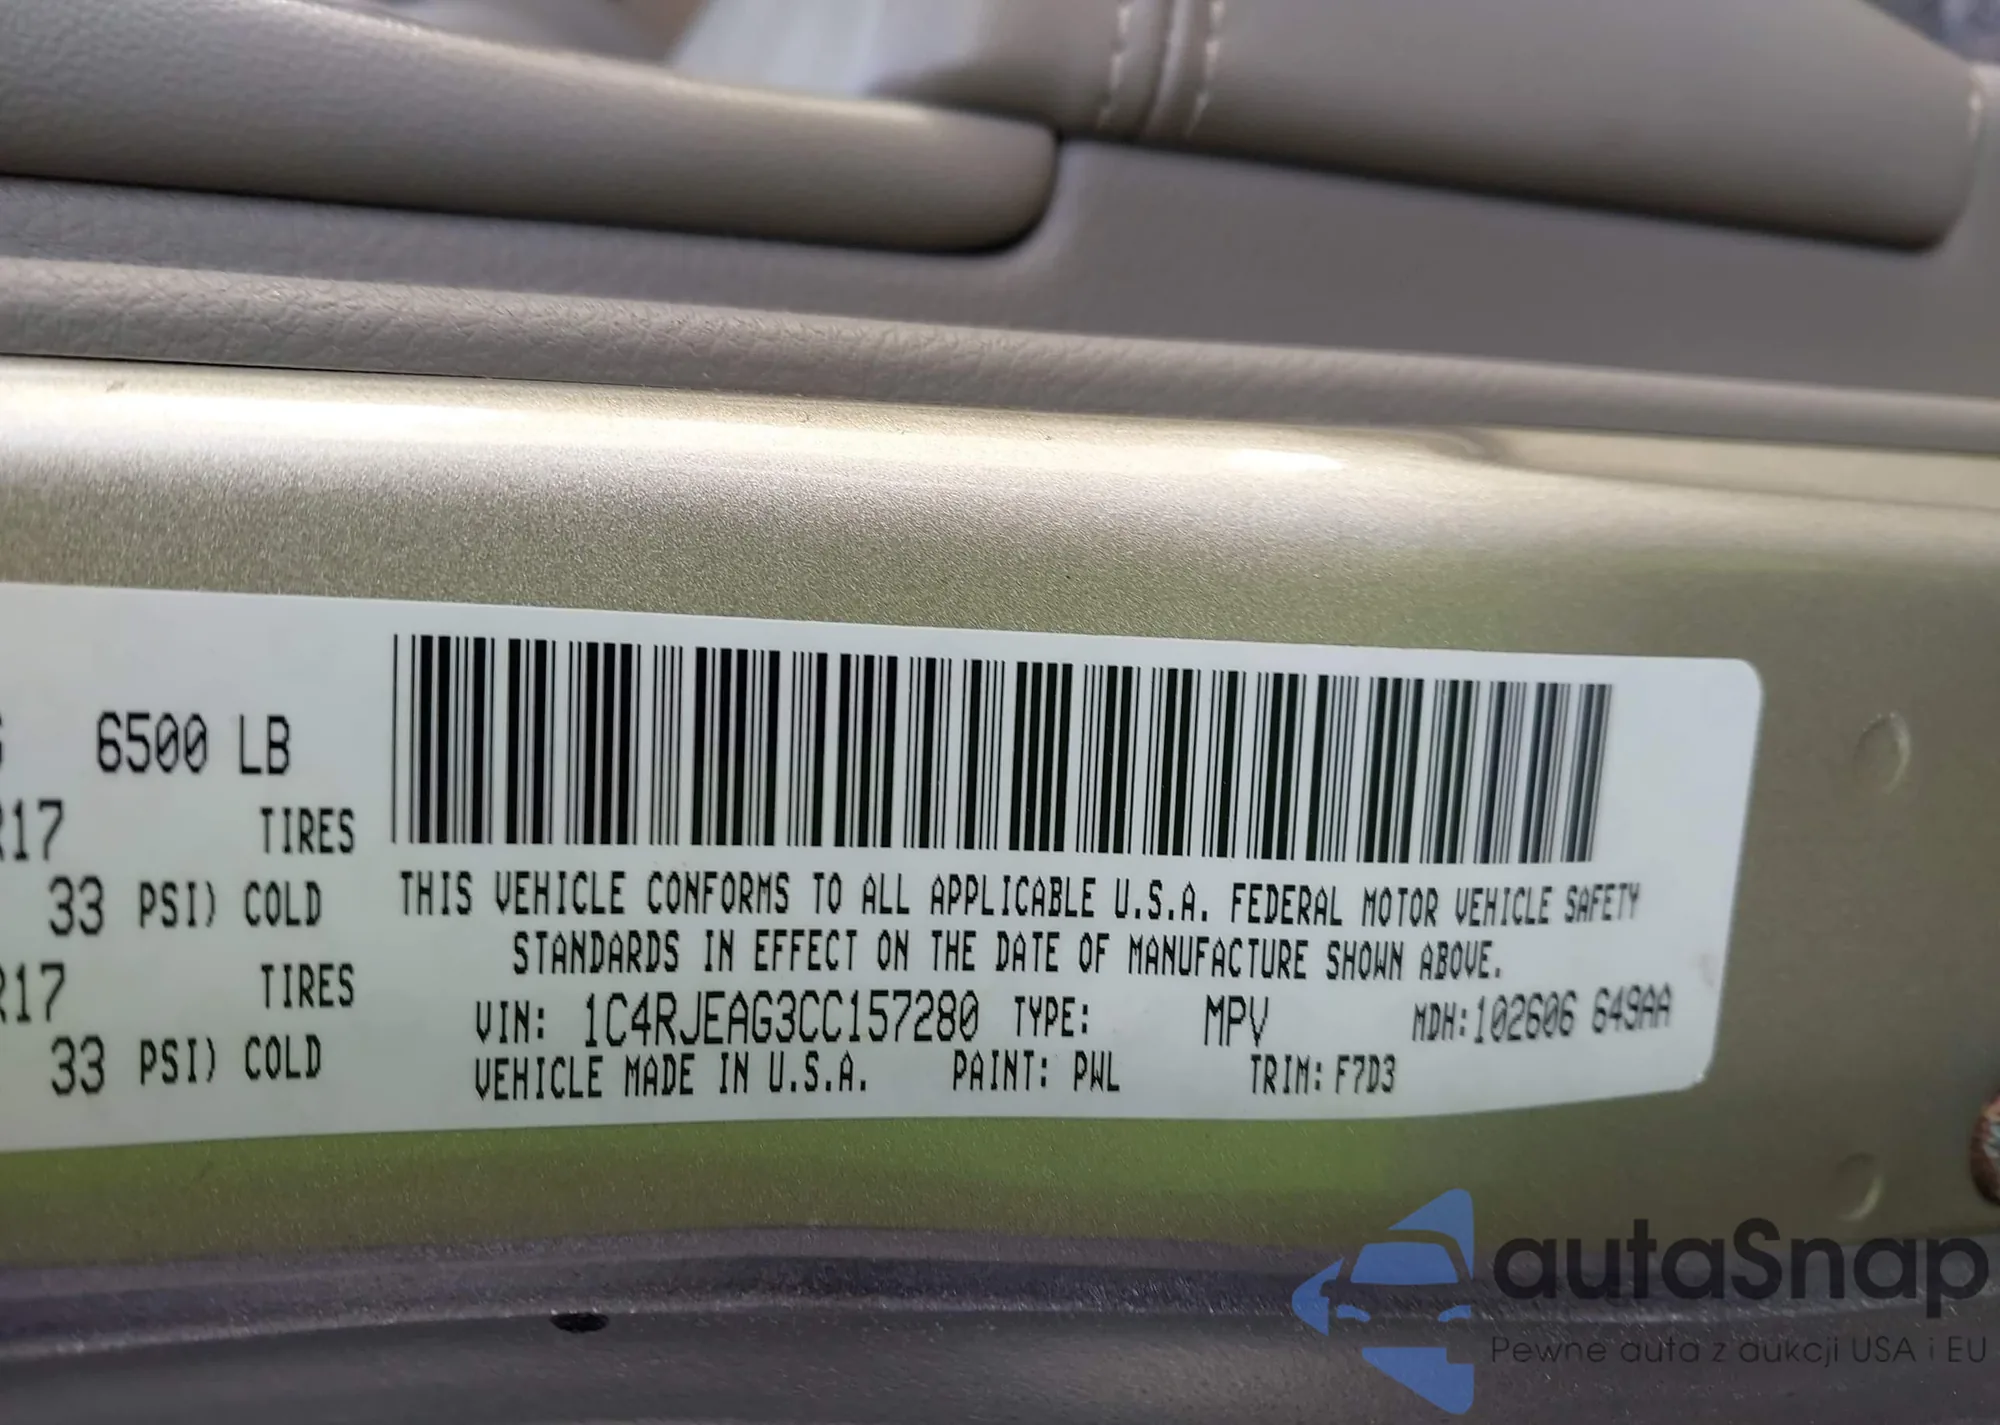 6500 LB
R17 TIRES
33 PSI) COLD
R17 TIRES
33 PSI) COLD
THIS VEHICLE CONFORMS TO ALL APPLICABLE U.S.A. FEDERAL MOTOR VEHICLE SAFETY
STANDARDS IN EFFECT ON THE DATE OF MANUFACTURE SHOWN ABOVE.
VIN: 1C4RJEAG3CC157280 TYPE: MPV MDH:102606 649AA
VEHICLE MADE IN U.S.A. PAINT: PWL TRIM: F7D3
autaSnap
Pewne auta z aukcji USA i EU